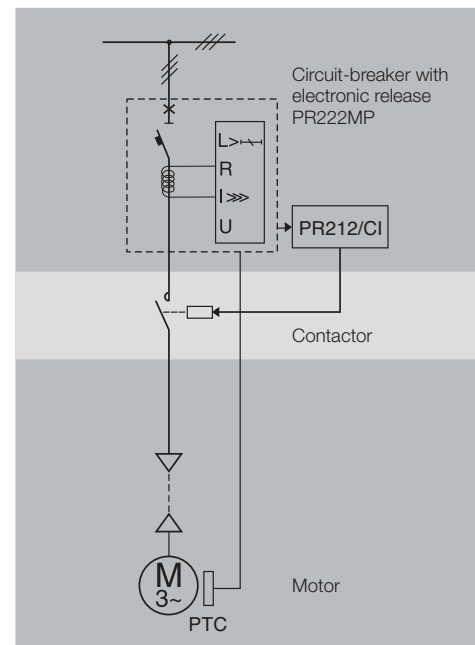 Circuit-breaker with
electronic release
PR222MP
L>
R
I>>>
U
PR212/CI
Contactor
M
3~
Motor
PTC